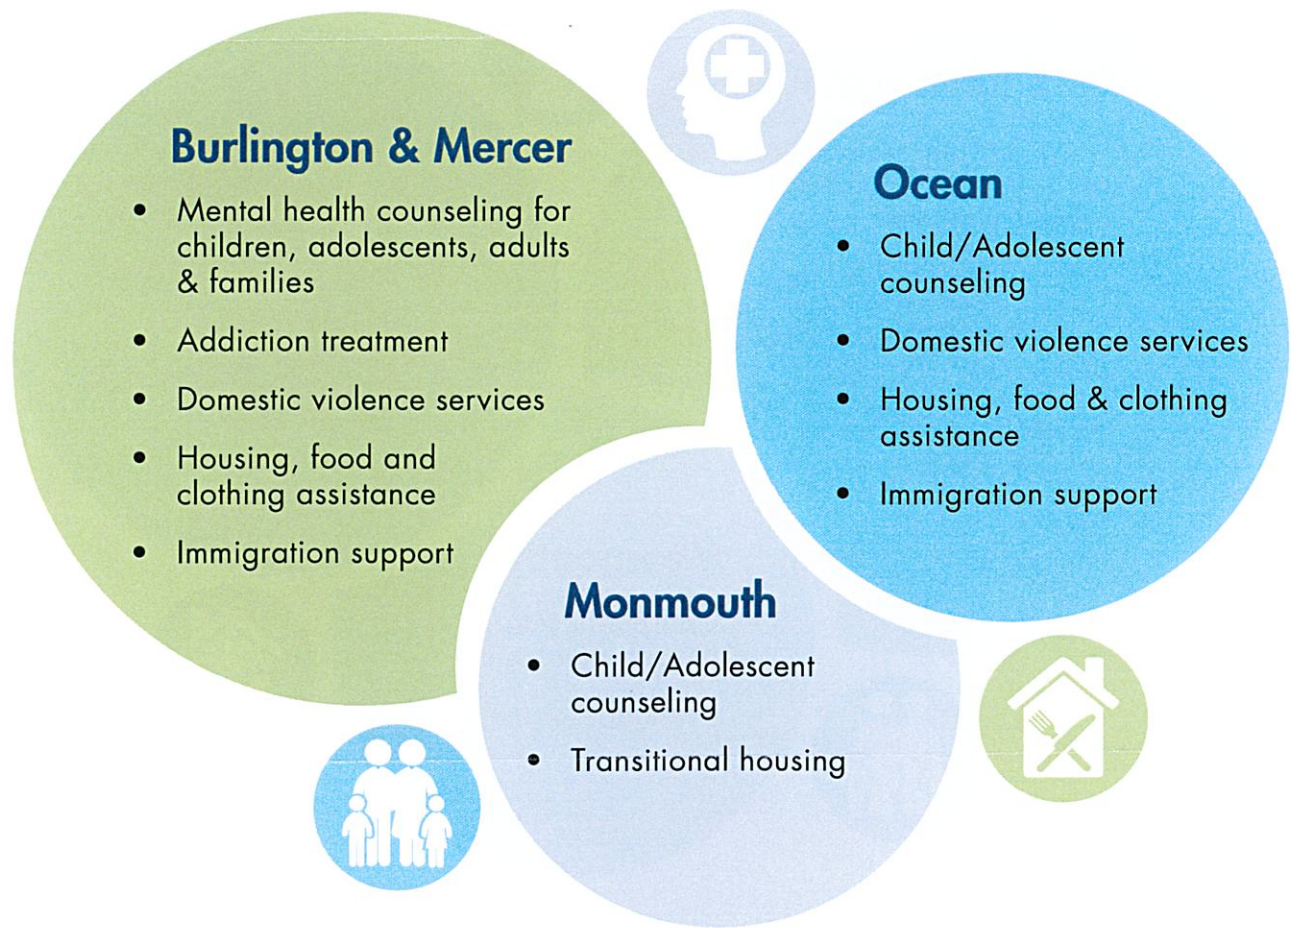 Burlington & Mercer
• Mental health counseling for
children, adolescents, adults
& families
• Addiction treatment
• Domestic violence services
• Housing, food and
clothing assistance
• Immigration support
Ocean
• Child/Adolescent
counseling
• Domestic violence services
• Housing, food & clothing
assistance
• Immigration support
Monmouth
• Child/Adolescent
counseling
• Transitional housing